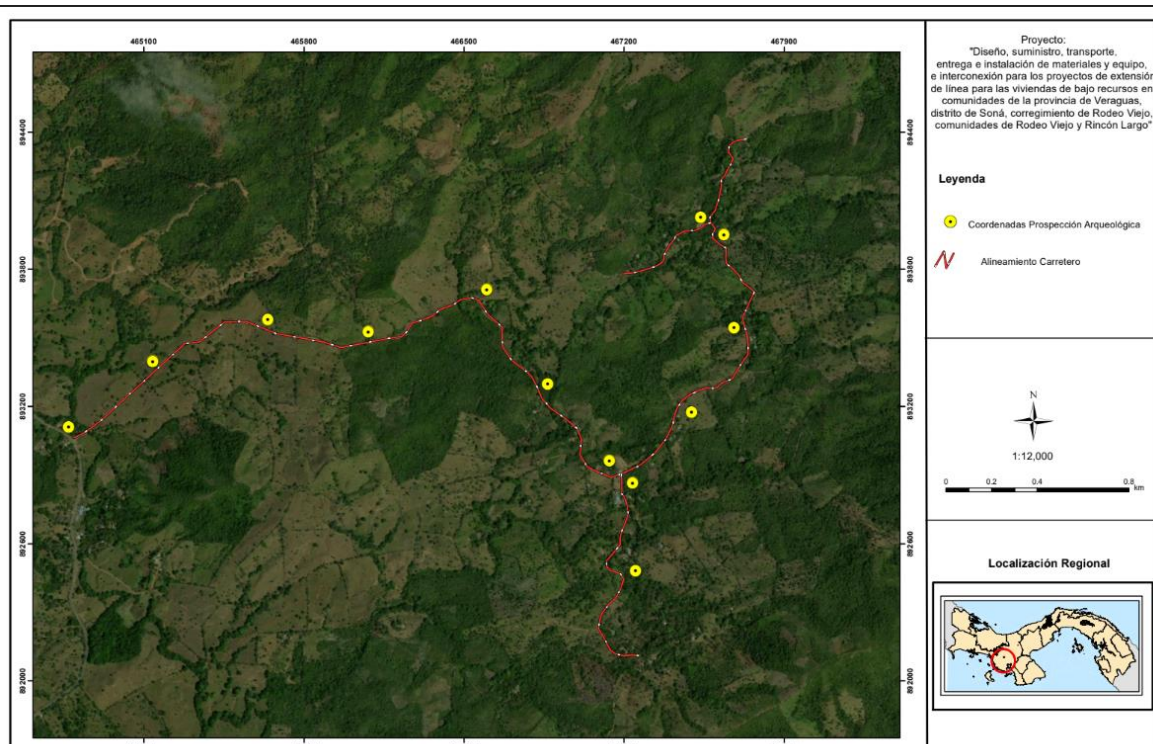 465100
465800
466500
467200
467900
894400
893800
893200
892600
892000
894400
893800
893200
892600
892000
Proyecto:
"Diseño, suministro, transporte,
entrega e instalación de materiales y equipo,
e interconexión para los proyectos de extensión
de línea para las viviendas de bajo recursos en
comunidades de la provincia de Veraguas,
distrito de Soná, corregimiento de Rodeo Viejo,
comunidades de Rodeo Viejo y Rincón Largo"
Leyenda
Coordenadas Prospección Arqueológica
Alineamiento Carretero
N
1:12,000
0 0.2 0.4 0.8
km
Localización Regional